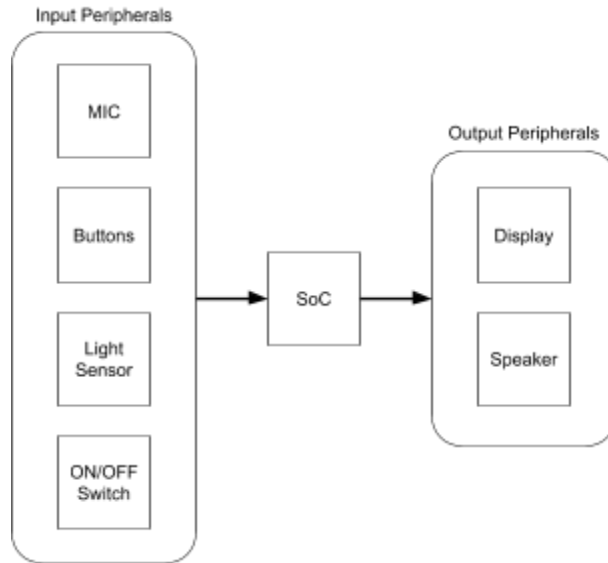 Input Peripherals
MIC
Buttons
Light
Sensor
ON/OFF
Switch
SoC
Output Peripherals
Display
Speaker